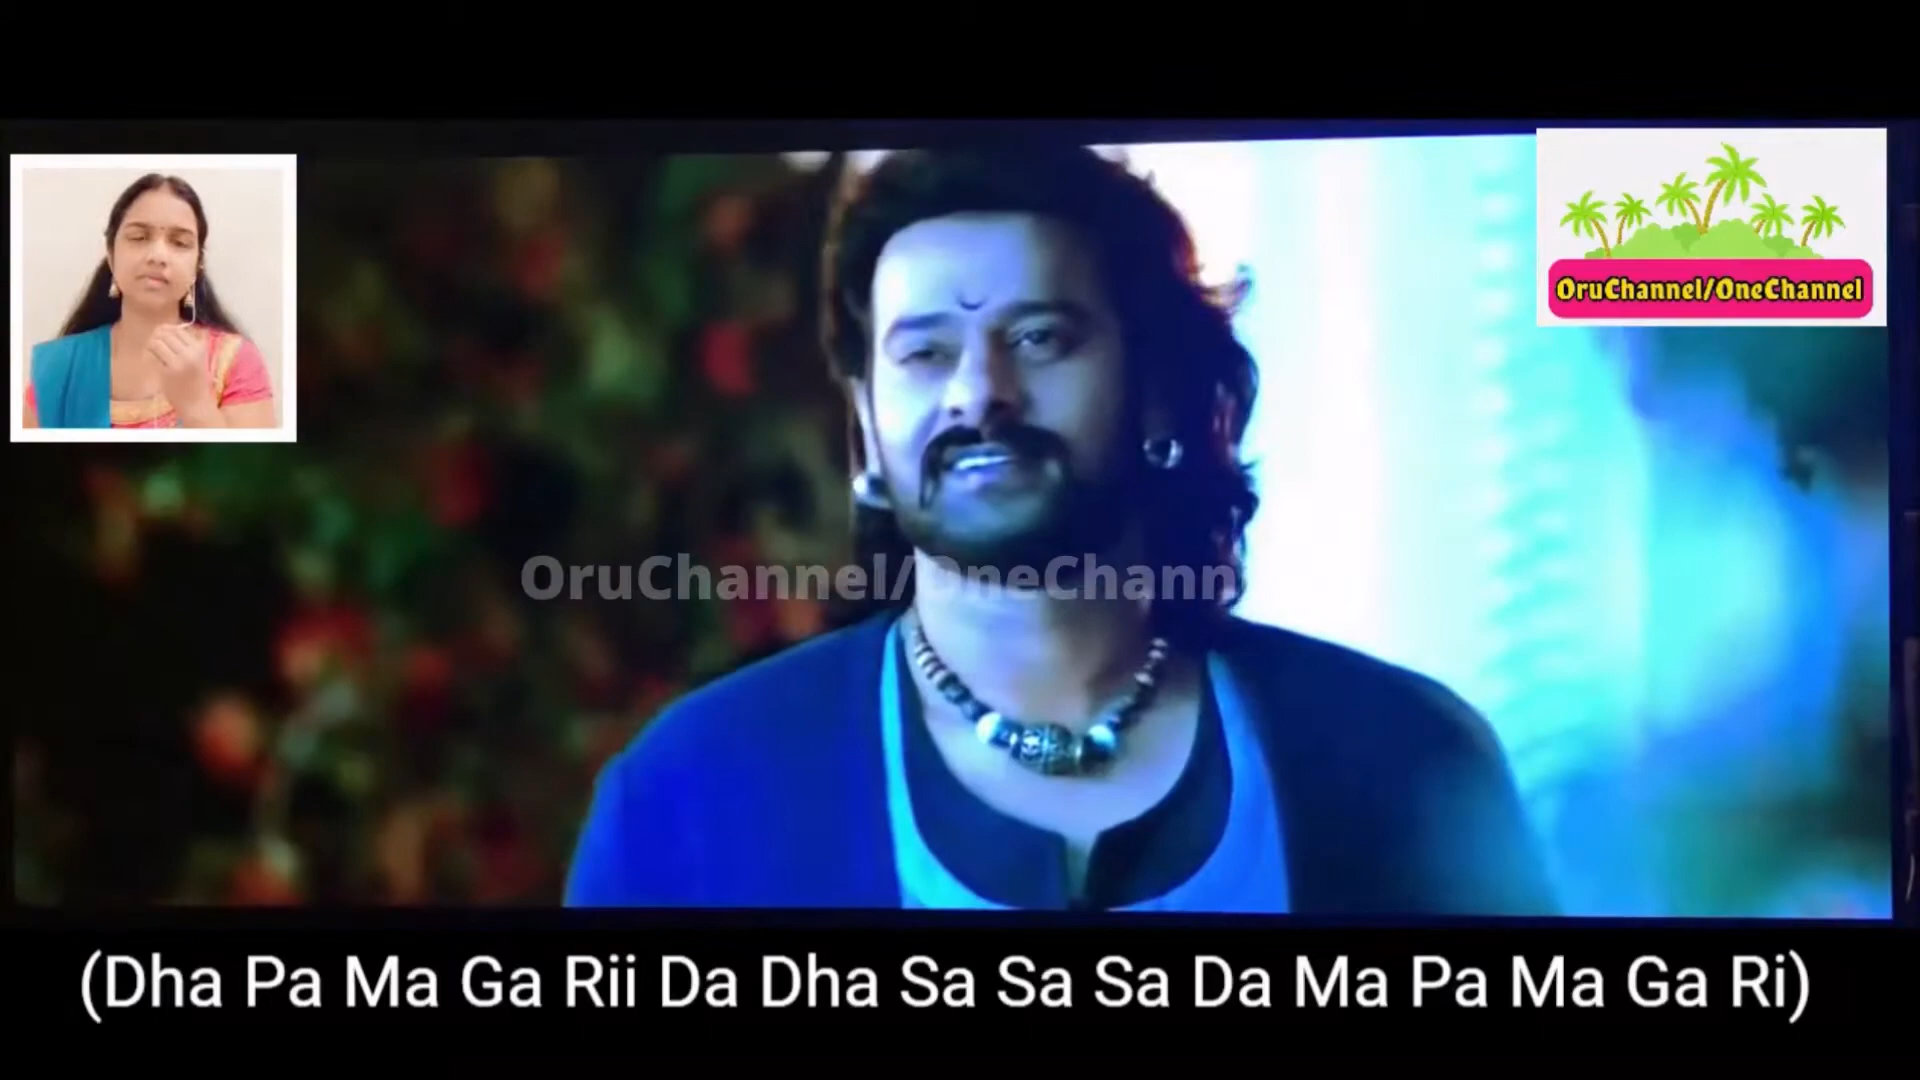 OruChannel/OneChannel
OruChannel/OneChann
(Dha Pa Ma Ga Rii Da Dha Sa Sa Sa Da Ma Pa Ma Ga Ri)